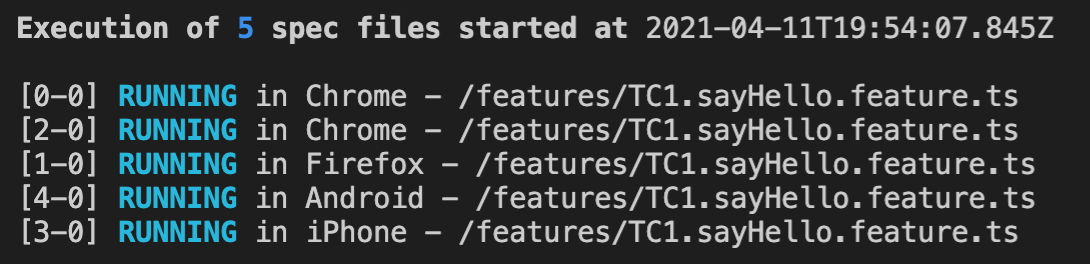 Execution of 5 spec files started at 2021-04-11T19:54:07.845Z
[0-0] RUNNING in Chrome - /features/TC1.sayHello.feature.ts
[2-0] RUNNING in Chrome - /features/TC1.sayHello.feature.ts
[1-0] RUNNING in Firefox - /features/TC1.sayHello.feature.ts
[4-0] RUNNING in Android - /features/TC1.sayHello.feature.ts
[3-0] RUNNING in iPhone - /features/TC1.sayHello.feature.ts